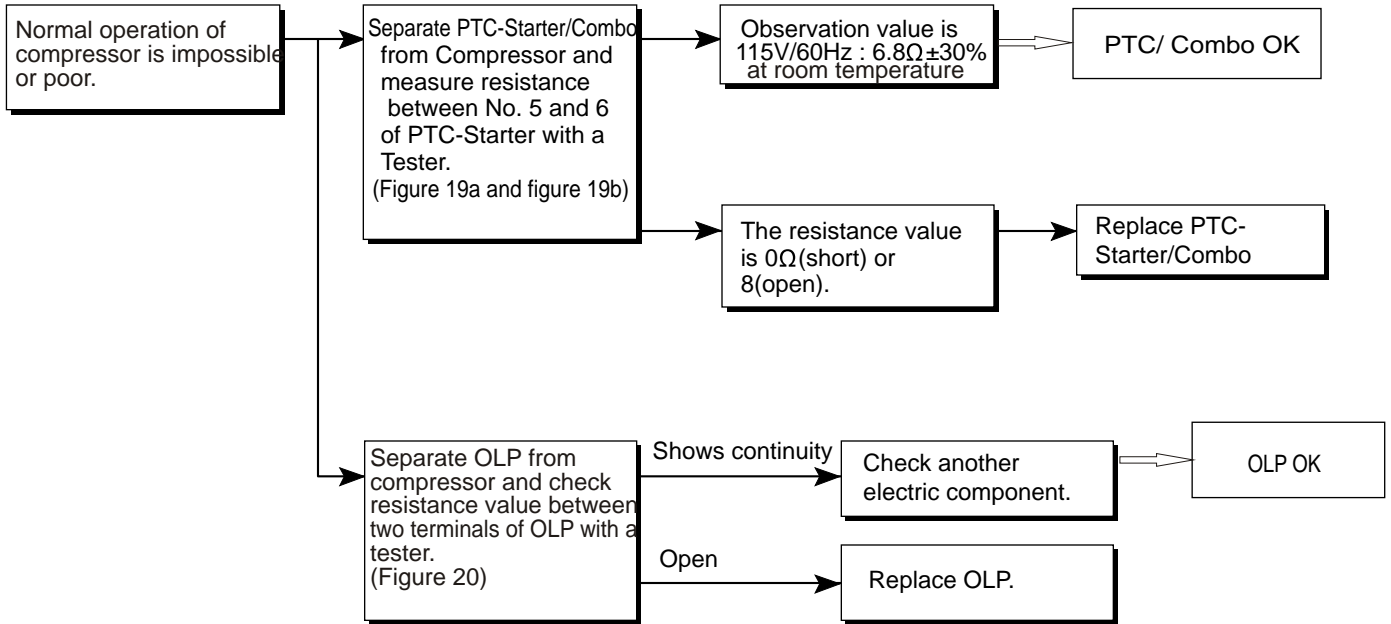 Normal operation of
compressor is impossible
or poor.
Separate PTC-Starter/Combo
from Compressor and
measure resistance
between No. 5 and 6
of PTC-Starter with a
Tester.
(Figure 19a and figure 19b)
Observation value is
115V/60Hz : 6.8Ω±30%
at room temperature
PTC/ Combo OK
The resistance value
is 0Ω(short) or
8(open).
Replace PTC-
Starter/Combo
Separate OLP from
compressor and check
resistance value between
two terminals of OLP with a
tester.
(Figure 20)
Shows continuity
Check another
electric component.
OLP OK
Open
Replace OLP.